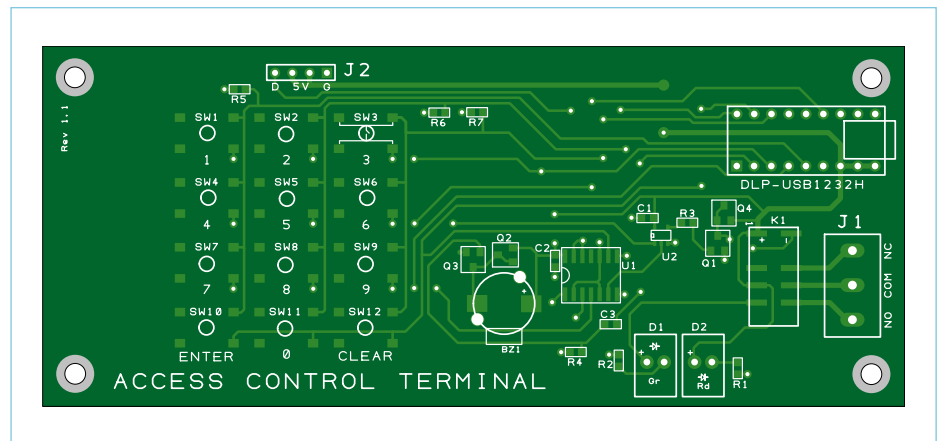 J2
D 5V G
R5
Rev 1.1
R6
R7
SW1
SW2
SW3
1
2
3
DLP-USB1232H
SW4
SW5
SW6
4
5
6
C1
R3
Q4
1
K1
+
-
J1
NC
COM
NO
Q1
U2
SW7
SW8
SW9
7
8
9
Q3
Q2
C2
U1
+
BZ1
C3
SW10
SW11
SW12
ENTER
0
CLEAR
R4
R2
D1
+
Gr
D2
+
Rd
R1
ACCESS CONTROL TERMINAL